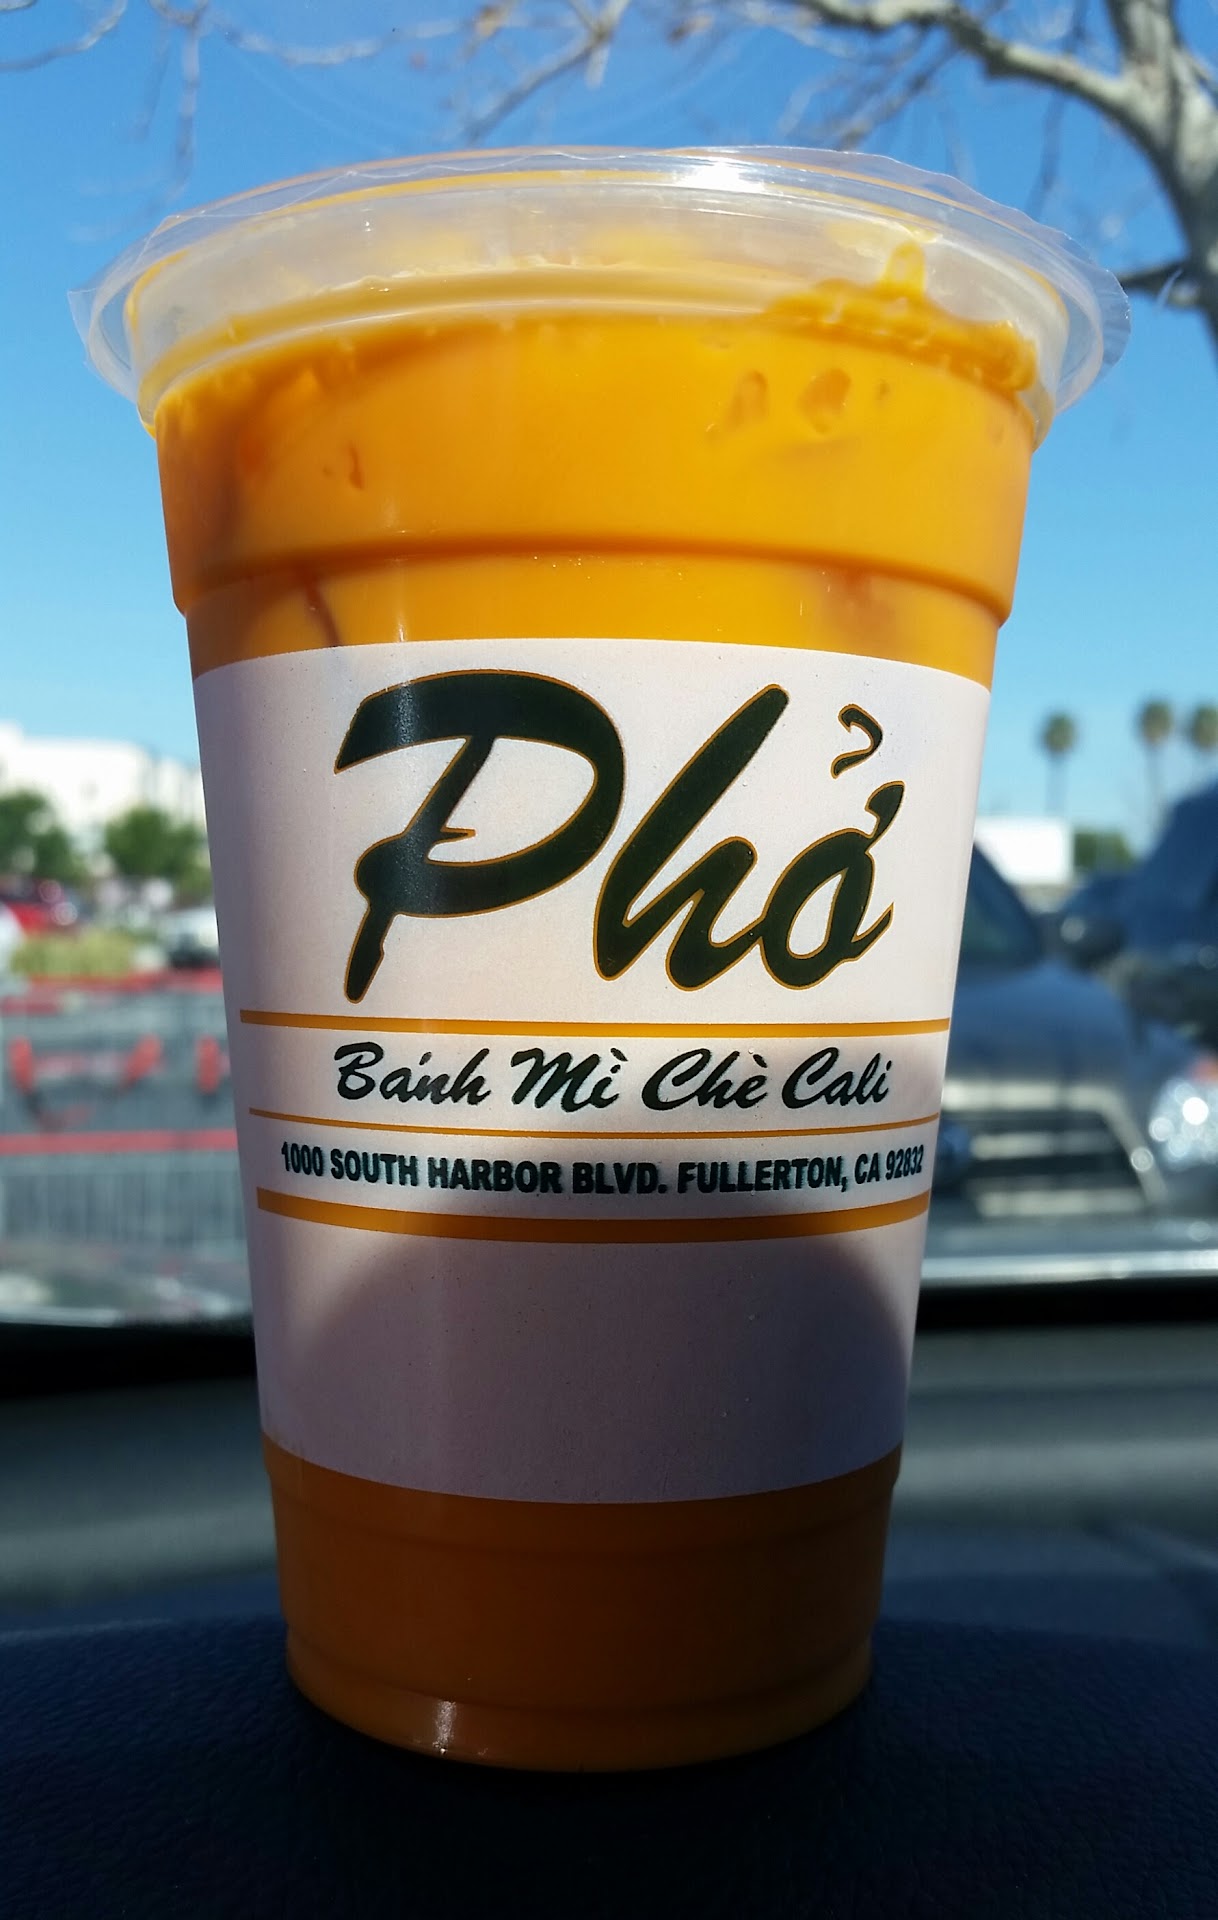 Phở
Bánh Mì Chè Cali
1000 SOUTH HARBOR BLVD. FULLERTON, CA 92832